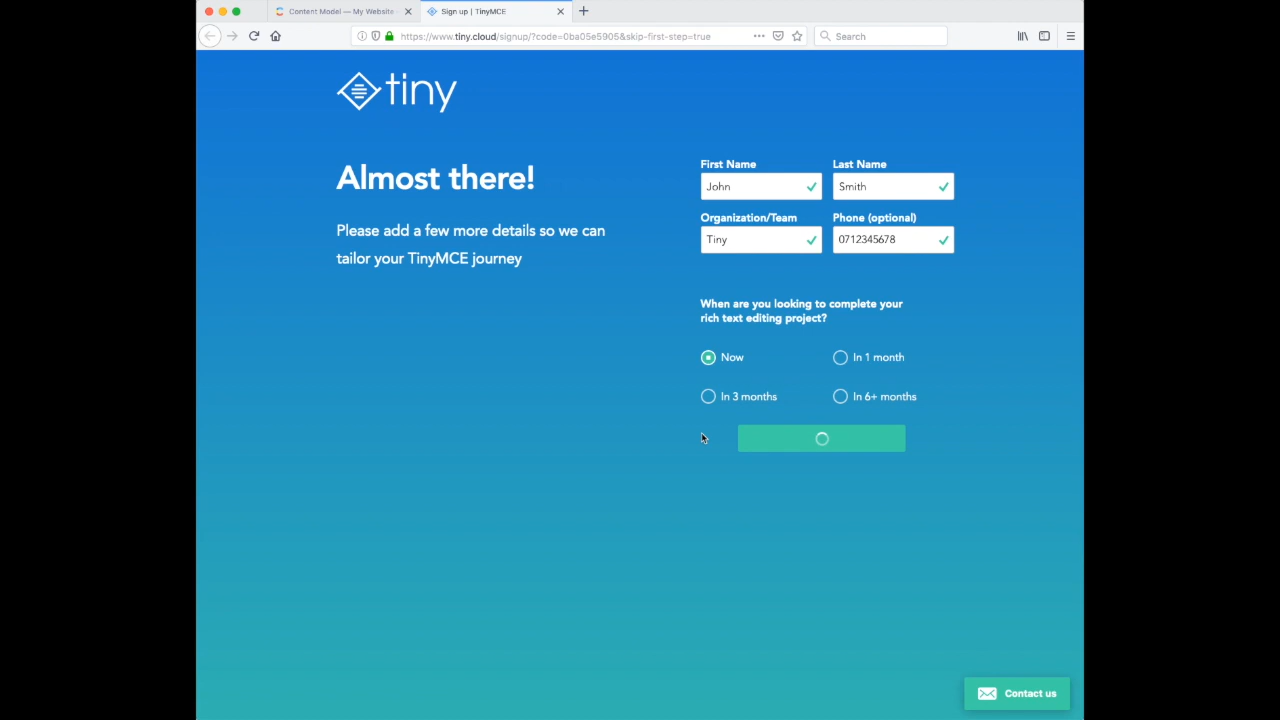 Content Model — My Website
Sign up | TinyMCE
https://www.tiny.cloud/signup/?code=0ba05e5905&skip-first-step=true
Search
tiny
Almost there!
Please add a few more details so we can
tailor your TinyMCE journey
First Name
Last Name
John
Smith
Organization/Team
Phone (optional)
Tiny
0712345678
When are you looking to complete your
rich text editing project?
Now
In 1 month
In 3 months
In 6+ months
Contact us